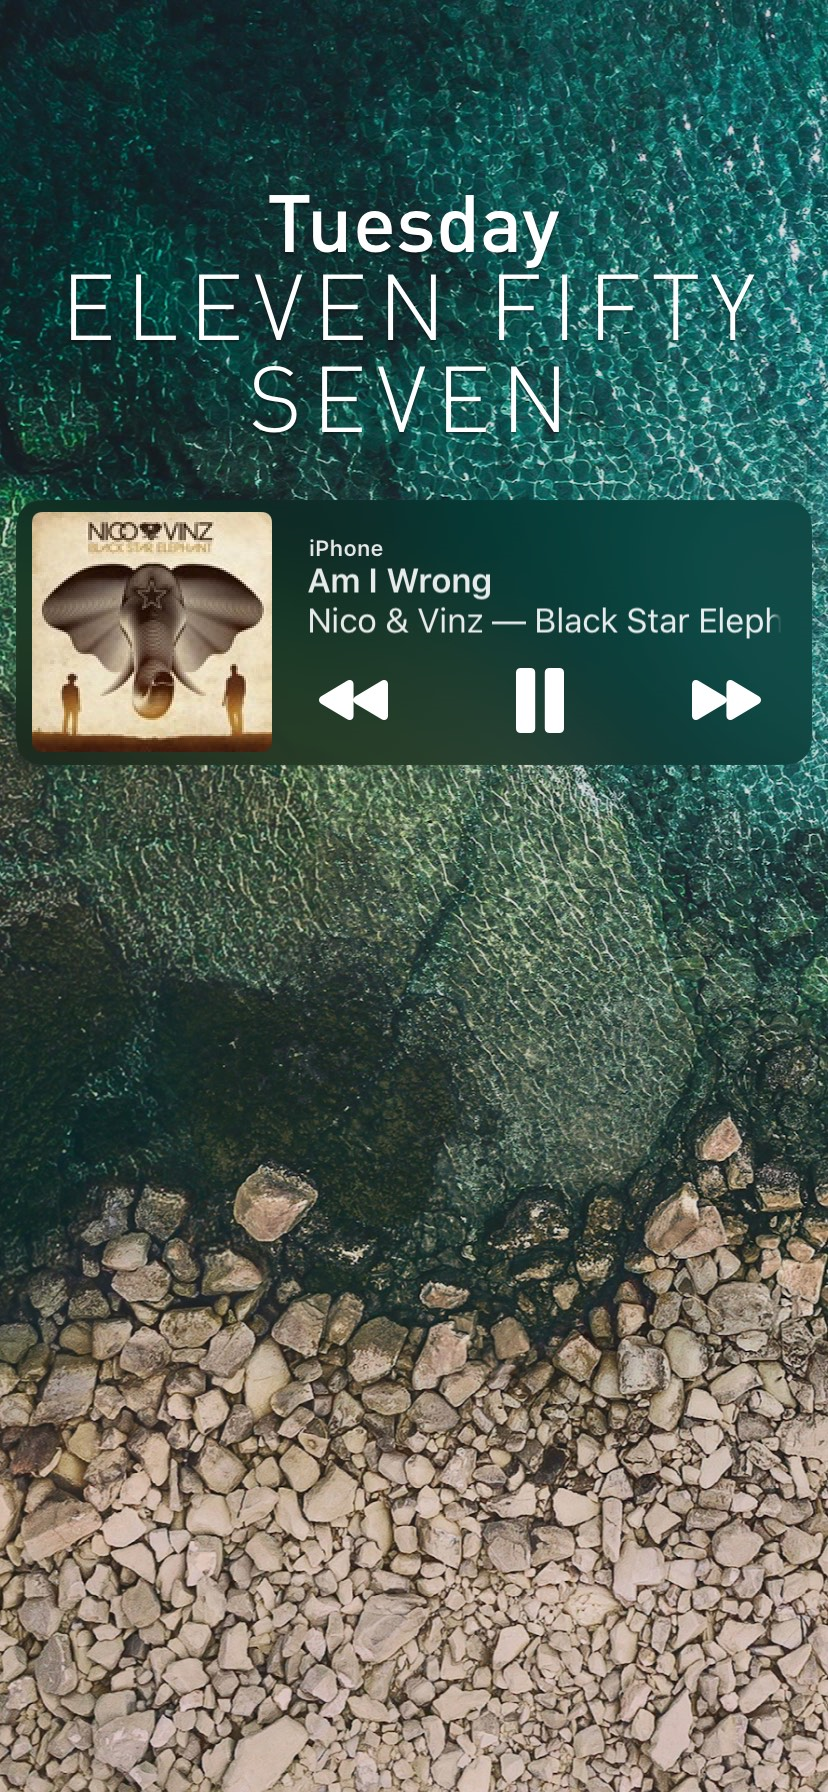 Tuesday
ELEVEN FIFTY
SEVEN
NICO VINZ
BLACK STAR ELEPHANT
iPhone
Am I Wrong
Nico & Vinz — Black Star Eleph